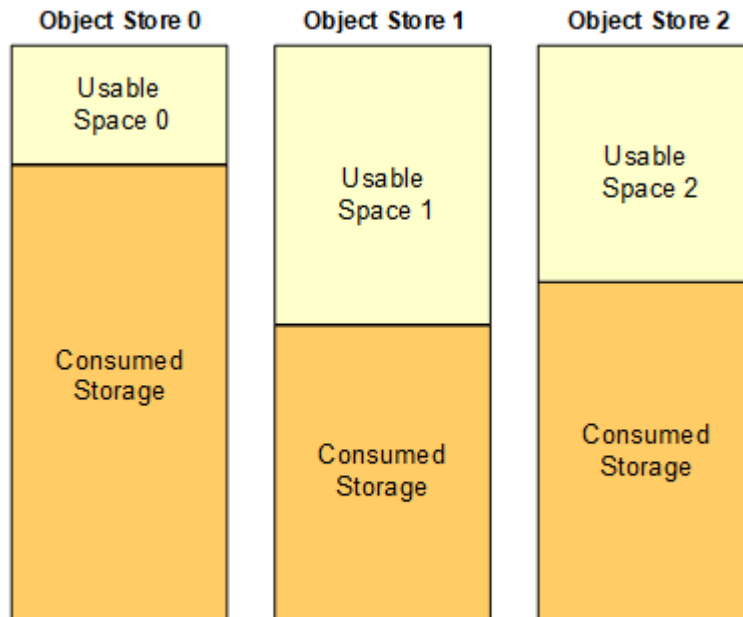 Object Store 0
Object Store 1
Object Store 2
Usable
Space 0
Usable
Space 1
Usable
Space 2
Consumed
Storage
Consumed
Storage
Consumed
Storage